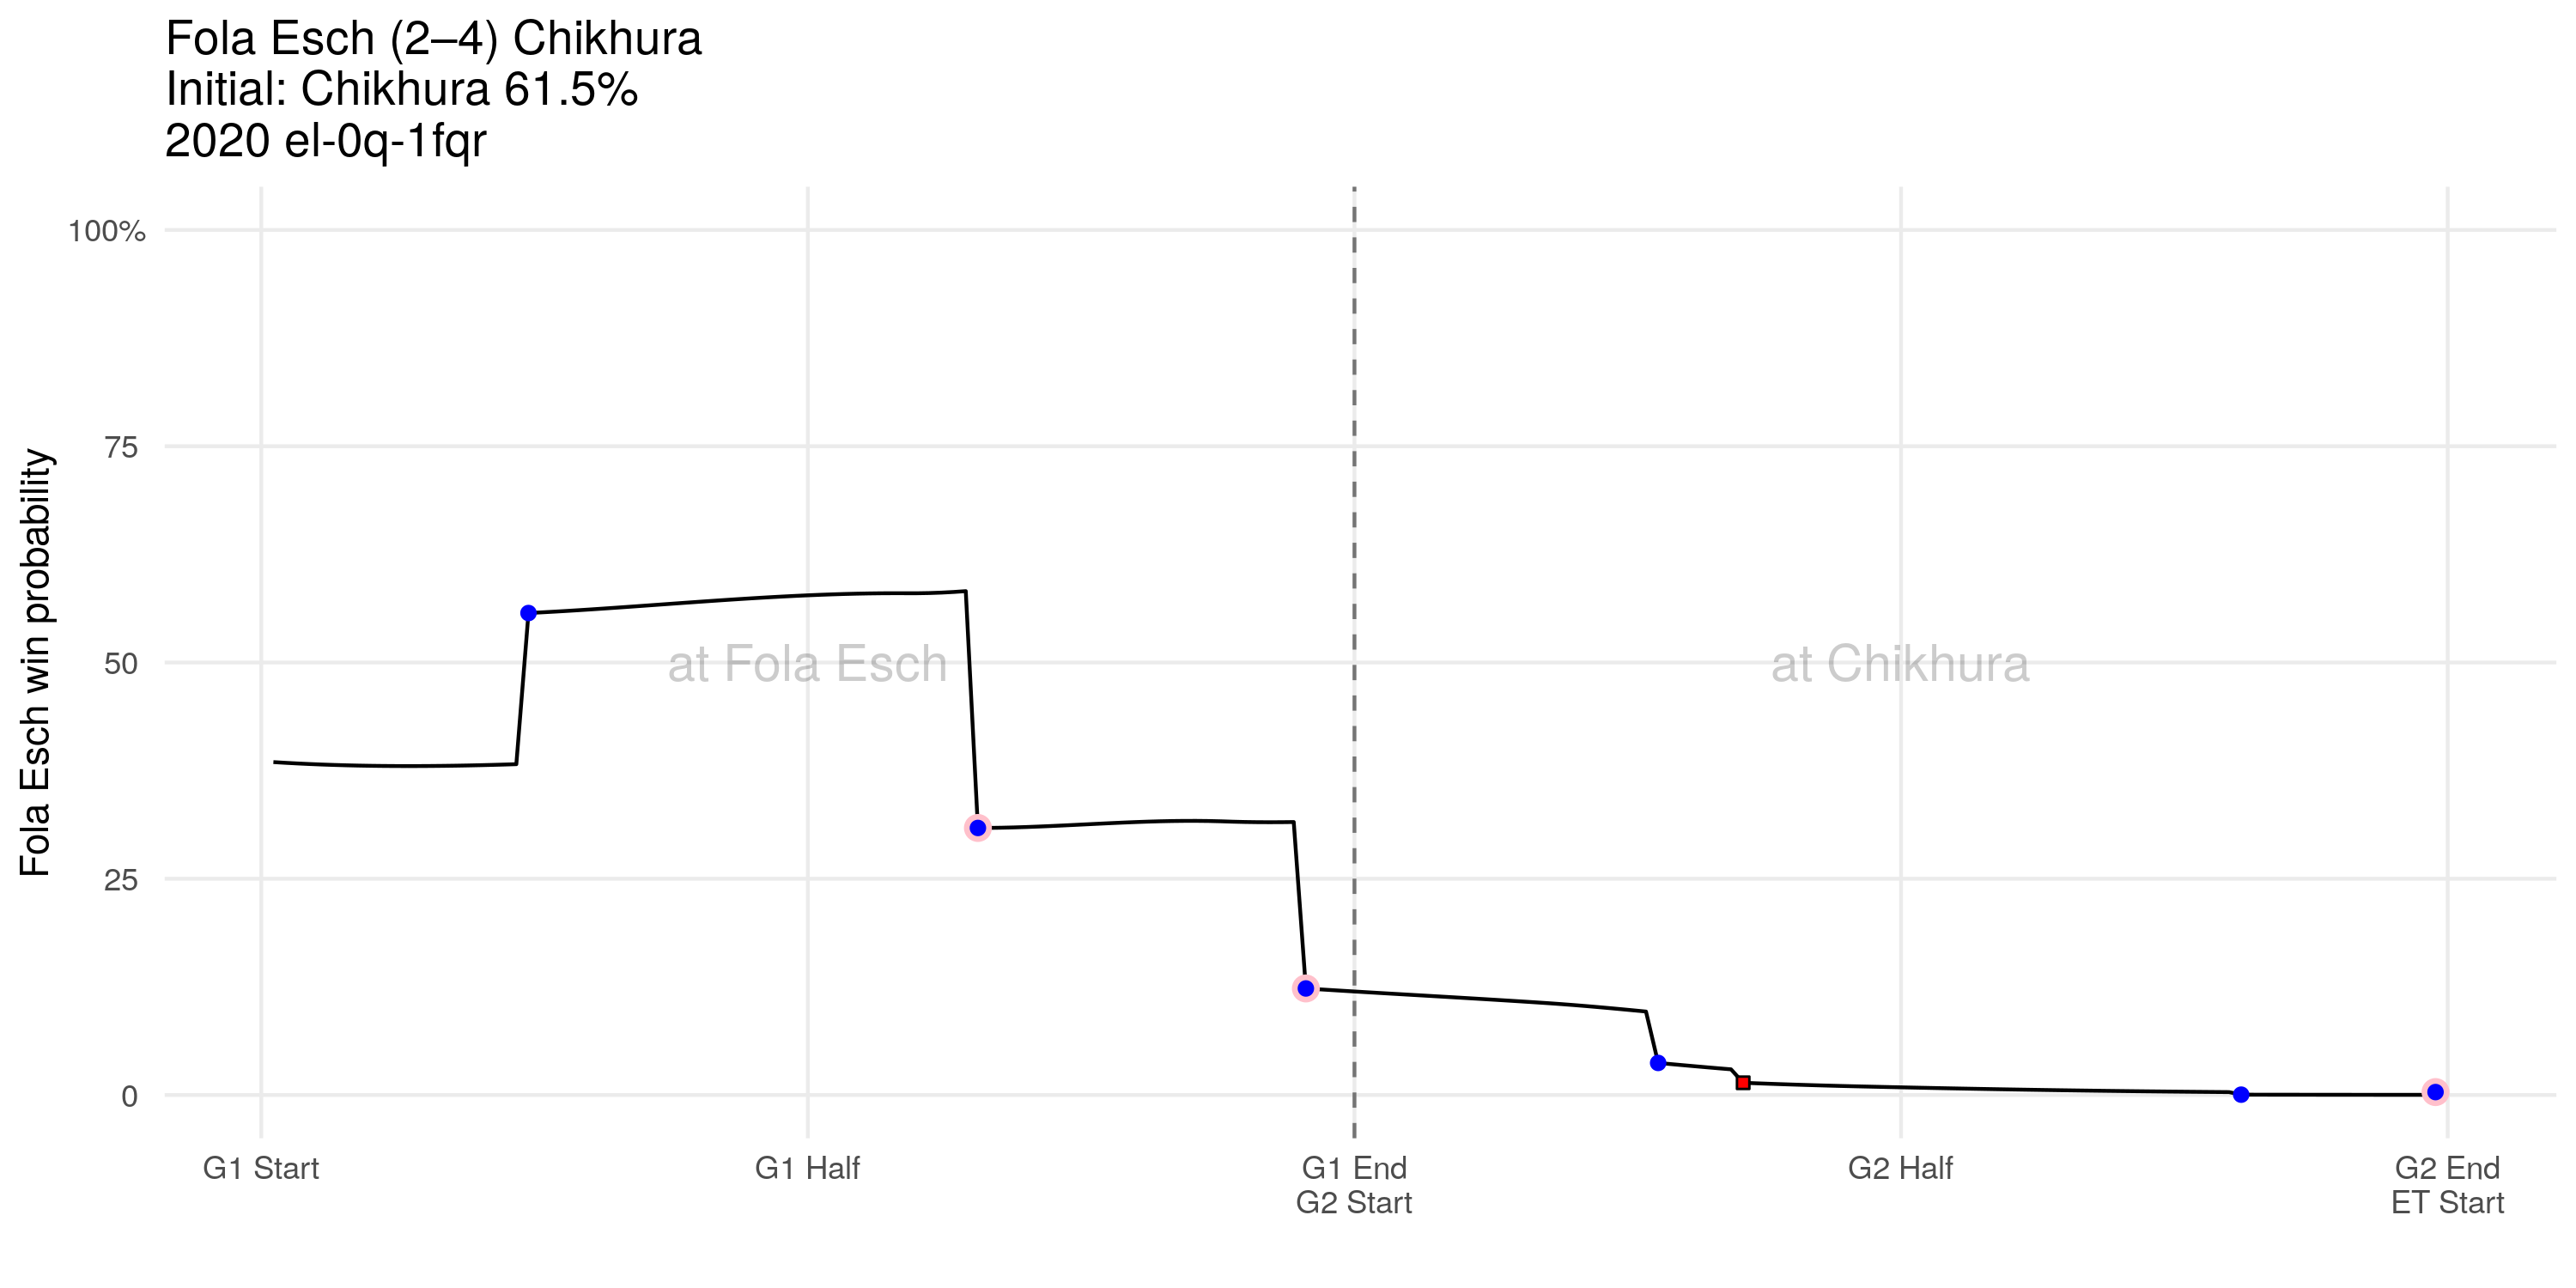 Fola Esch (2–4) Chikhura
Initial: Chikhura 61.5%
2020 el-0q-1fqr
Fola Esch win probability
100%
75
50
25
0
at Fola Esch
at Chikhura
G1 Start
G1 Half
G1 End
G2 Start
G2 Half
G2 End
ET Start